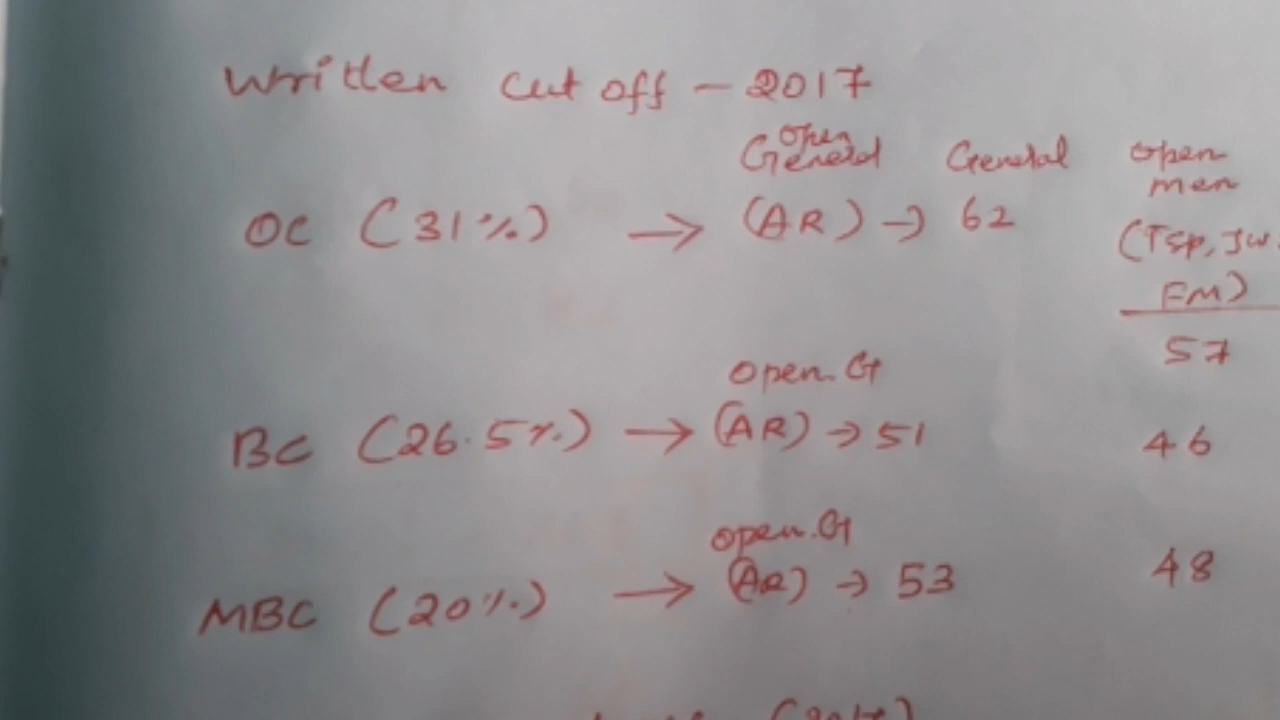 Written cut off - 2017
Open
General General open
men
OC (31%) → (AR) → 62 (Tsp, Jw.
FM)
57
Open. G
BC (26.5%) → (AR) → 51 46
open. G
MBC (20%) → (AR) → 53 48